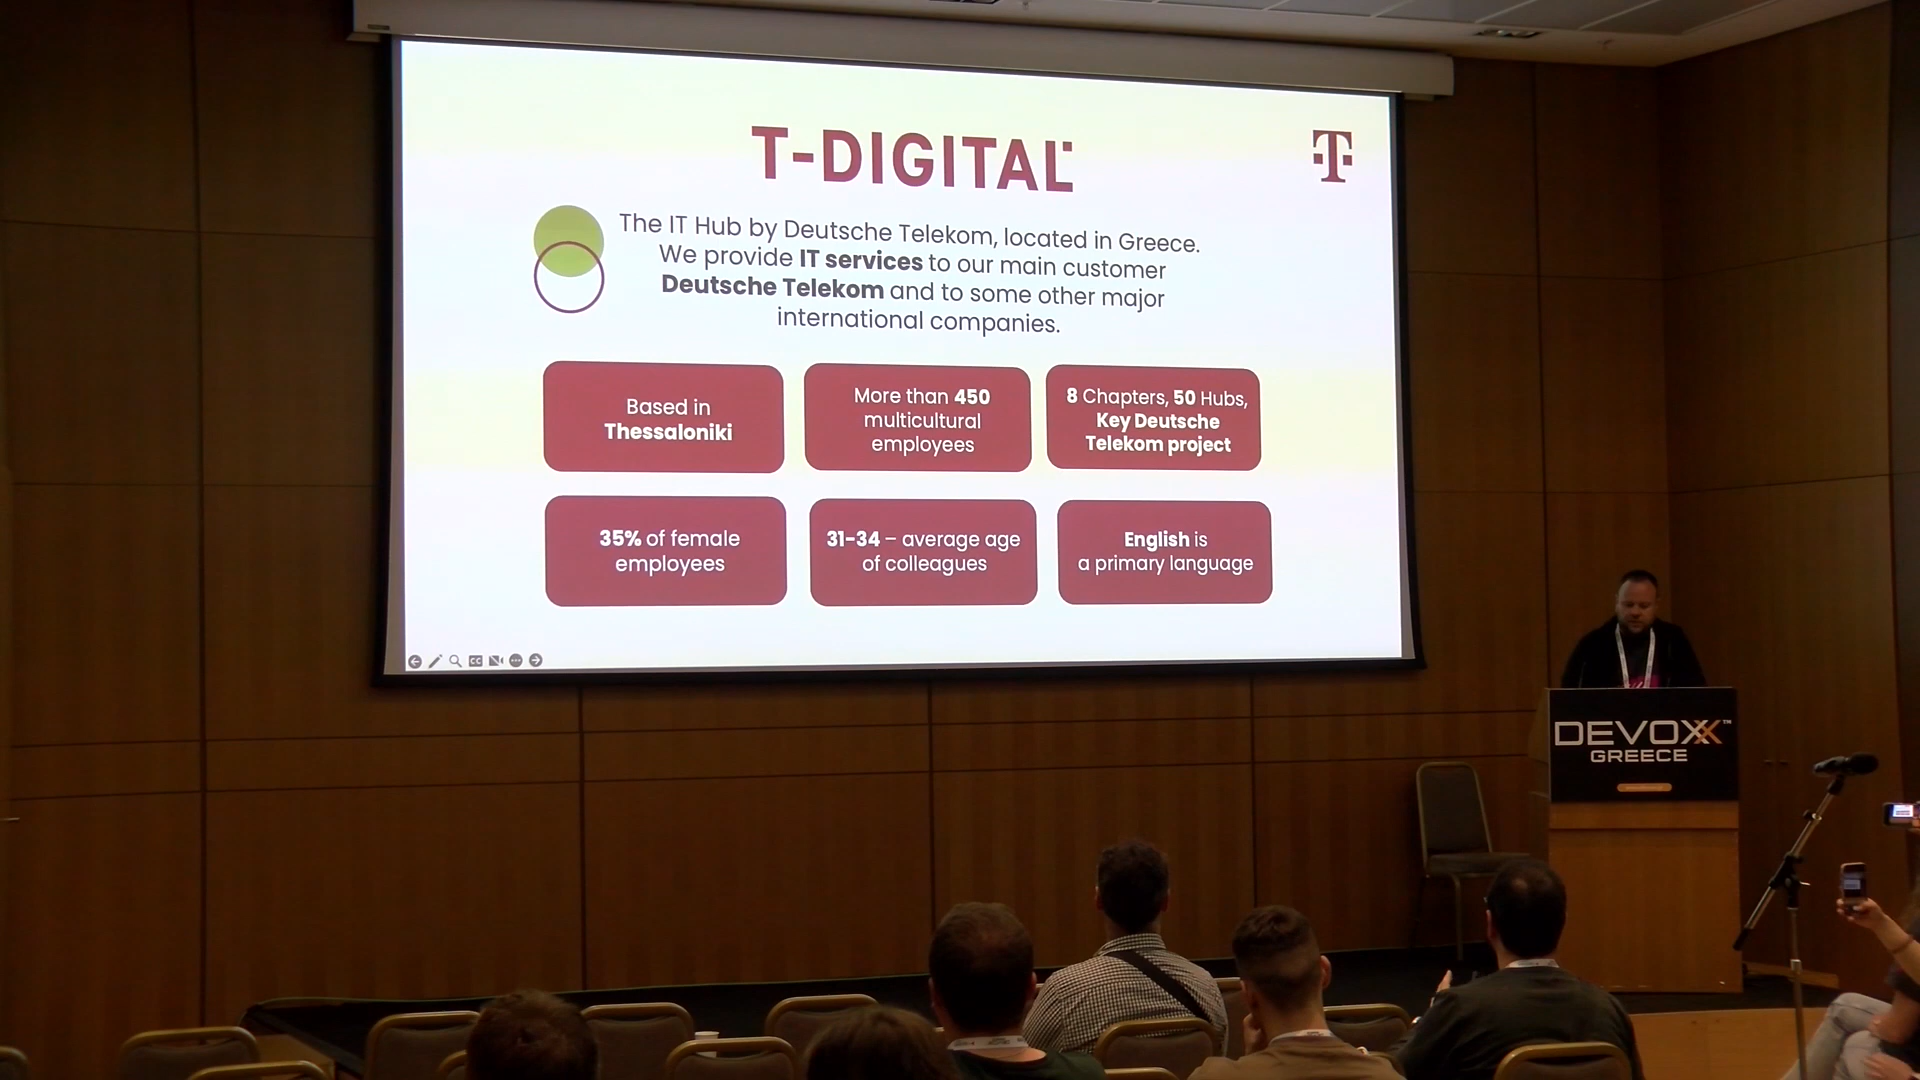 T-DIGITAL
T
The IT Hub by Deutsche Telekom, located in Greece.
We provide IT services to our main customer
Deutsche Telekom and to some other major
international companies.
Based in
Thessaloniki
More than 450
multicultural
employees
8 Chapters, 50 Hubs,
Key Deutsche
Telekom project
35% of female
employees
31-34 – average age
of colleagues
English is
a primary language
CC
DEVOXX™
GREECE